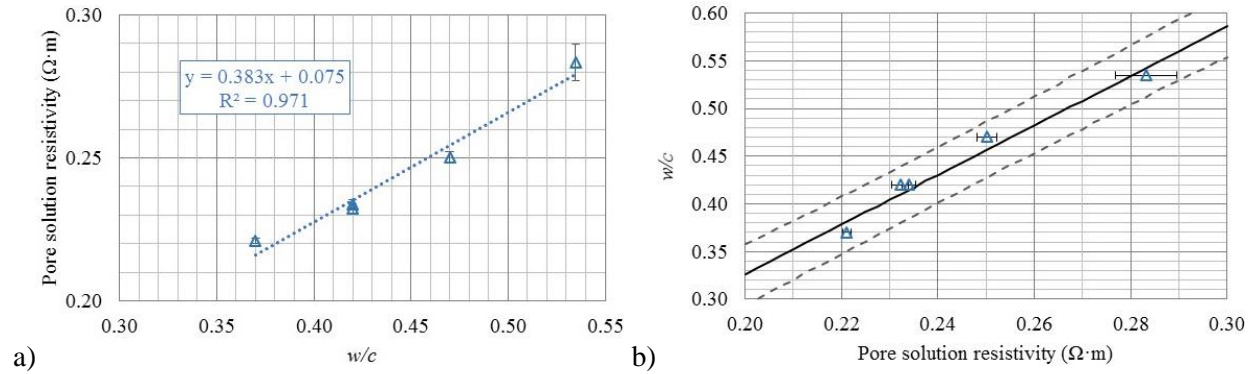 0.30
0.25
0.20
Pore solution resistivity (Ω·m)
y = 0.383x + 0.075
R² = 0.971
0.30 0.35 0.40 0.45 0.50 0.55
w/c
a)
0.60
0.55
0.50
0.45
0.40
0.35
0.30
w/c
0.20 0.22 0.24 0.26 0.28 0.30
Pore solution resistivity (Ω·m)
b)